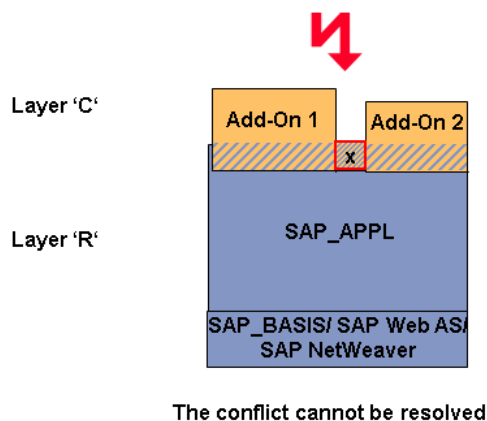 Layer ‘C‘
Add-On 1
Add-On 2
x
Layer ‘R‘
SAP_APPL
SAP_BASIS/ SAP Web AS/
SAP NetWeaver
The conflict cannot be resolved